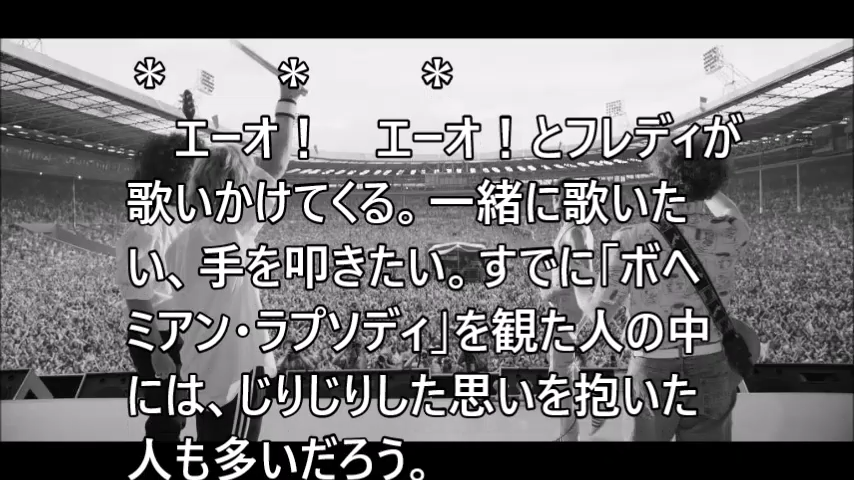 * * *
エーオ！　エーオ！とフレディが
歌いかけてくる。一緒に歌いた
い、手を叩きたい。すでに「ボヘ
ミアン・ラプソディ」を観た人の中
には、じりじりした思いを抱いた
人も多いだろう。